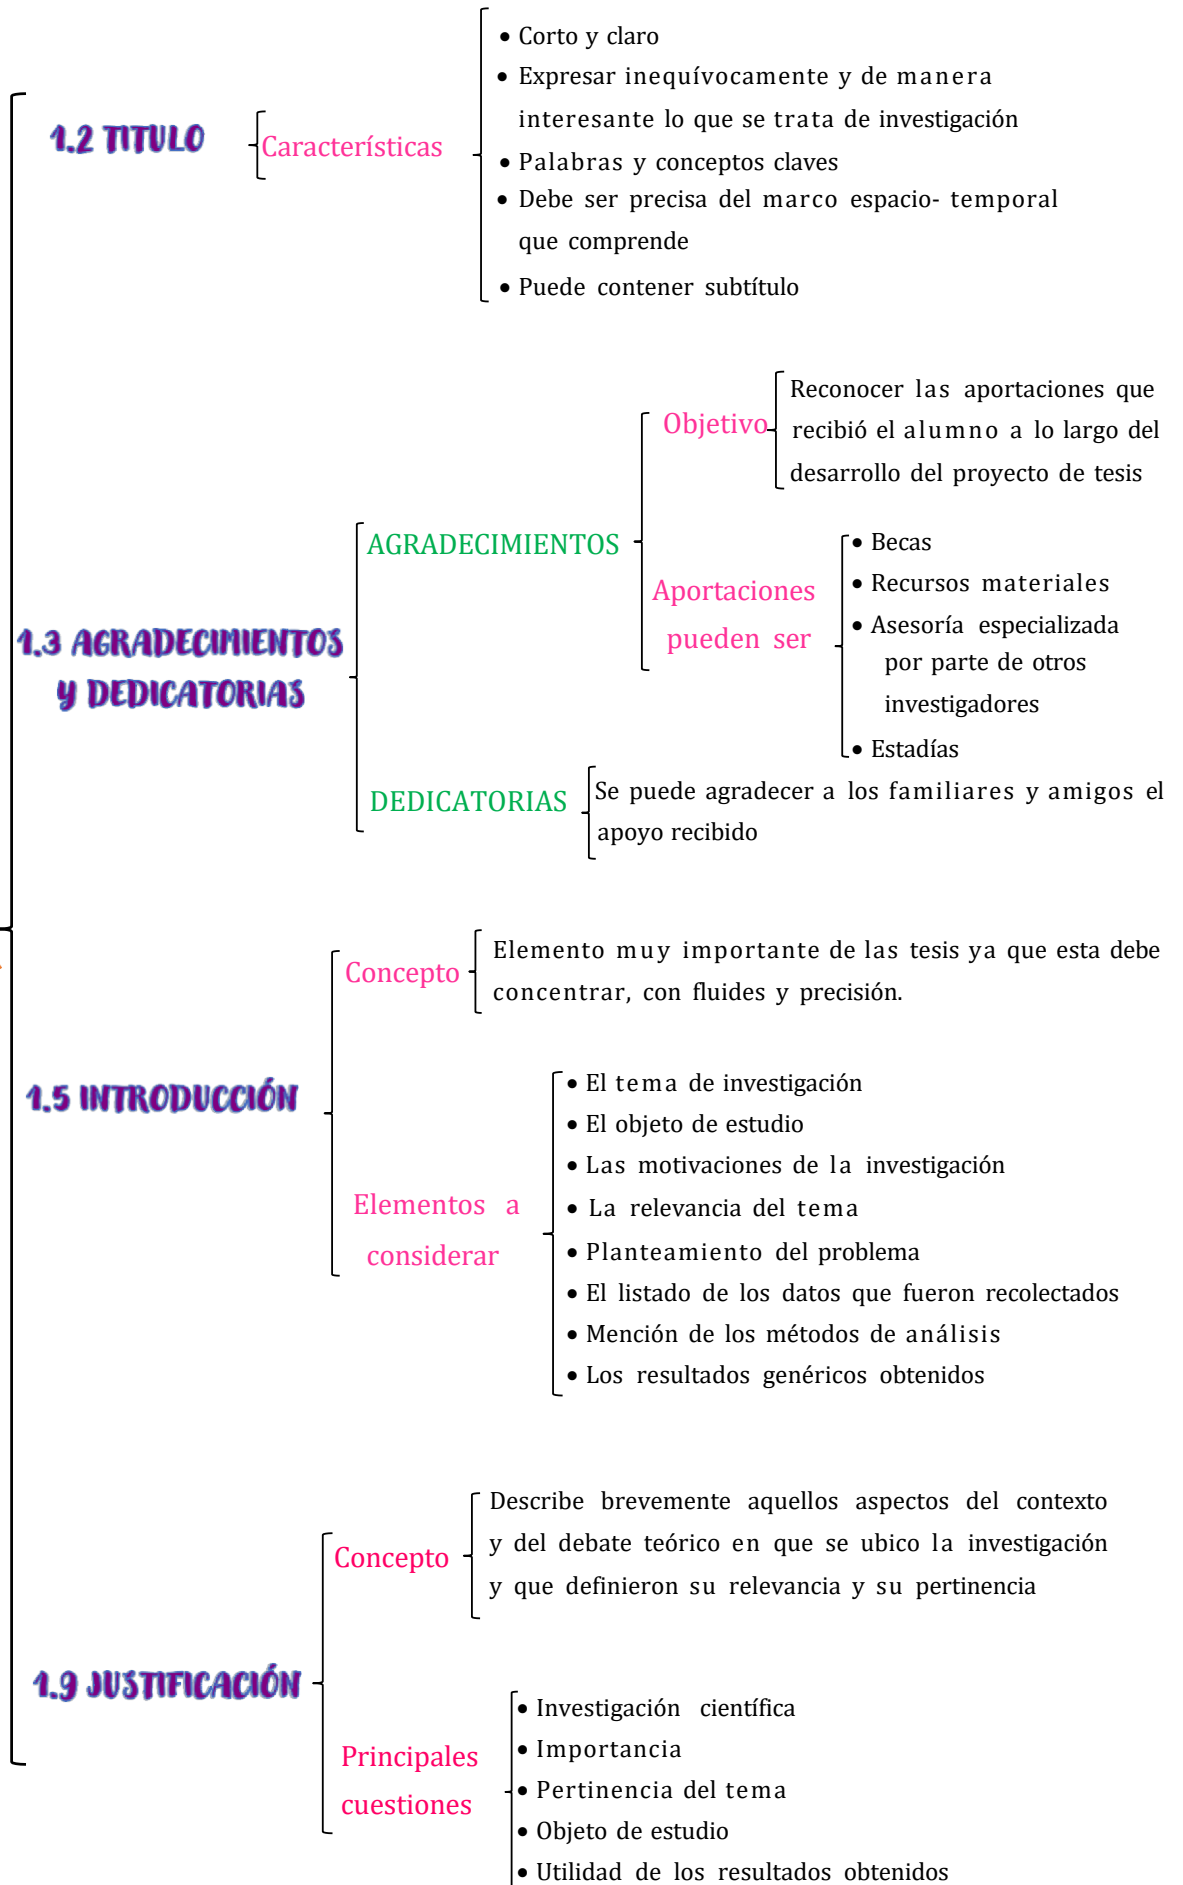 1.2 TITULO
Características
• Corto y claro
• Expresar inequívocamente y de manera
interesante lo que se trata de investigación
• Palabras y conceptos claves
• Debe ser precisa del marco espacio- temporal
que comprende
• Puede contener subtítulo
1.3 AGRADECIMIENTOS
y DEDICATORIAS
AGRADECIMIENTOS
Objetivo
Reconocer las aportaciones que
recibió el alumno a lo largo del
desarrollo del proyecto de tesis
Aportaciones
pueden ser
• Becas
• Recursos materiales
• Asesoría especializada
por parte de otros
investigadores
• Estadías
DEDICATORIAS
Se puede agradecer a los familiares y amigos el
apoyo recibido
1.5 INTRODUCCIÓN
Concepto
Elemento muy importante de las tesis ya que esta debe
concentrar, con fluides y precisión.
Elementos a
considerar
• El tema de investigación
• El objeto de estudio
• Las motivaciones de la investigación
• La relevancia del tema
• Planteamiento del problema
• El listado de los datos que fueron recolectados
• Mención de los métodos de análisis
• Los resultados genéricos obtenidos
1.9 JUSTIFICACIÓN
Concepto
Describe brevemente aquellos aspectos del contexto
y del debate teórico en que se ubico la investigación
y que definieron su relevancia y su pertinencia
Principales
cuestiones
• Investigación científica
• Importancia
• Pertinencia del tema
• Objeto de estudio
• Utilidad de los resultados obtenidos